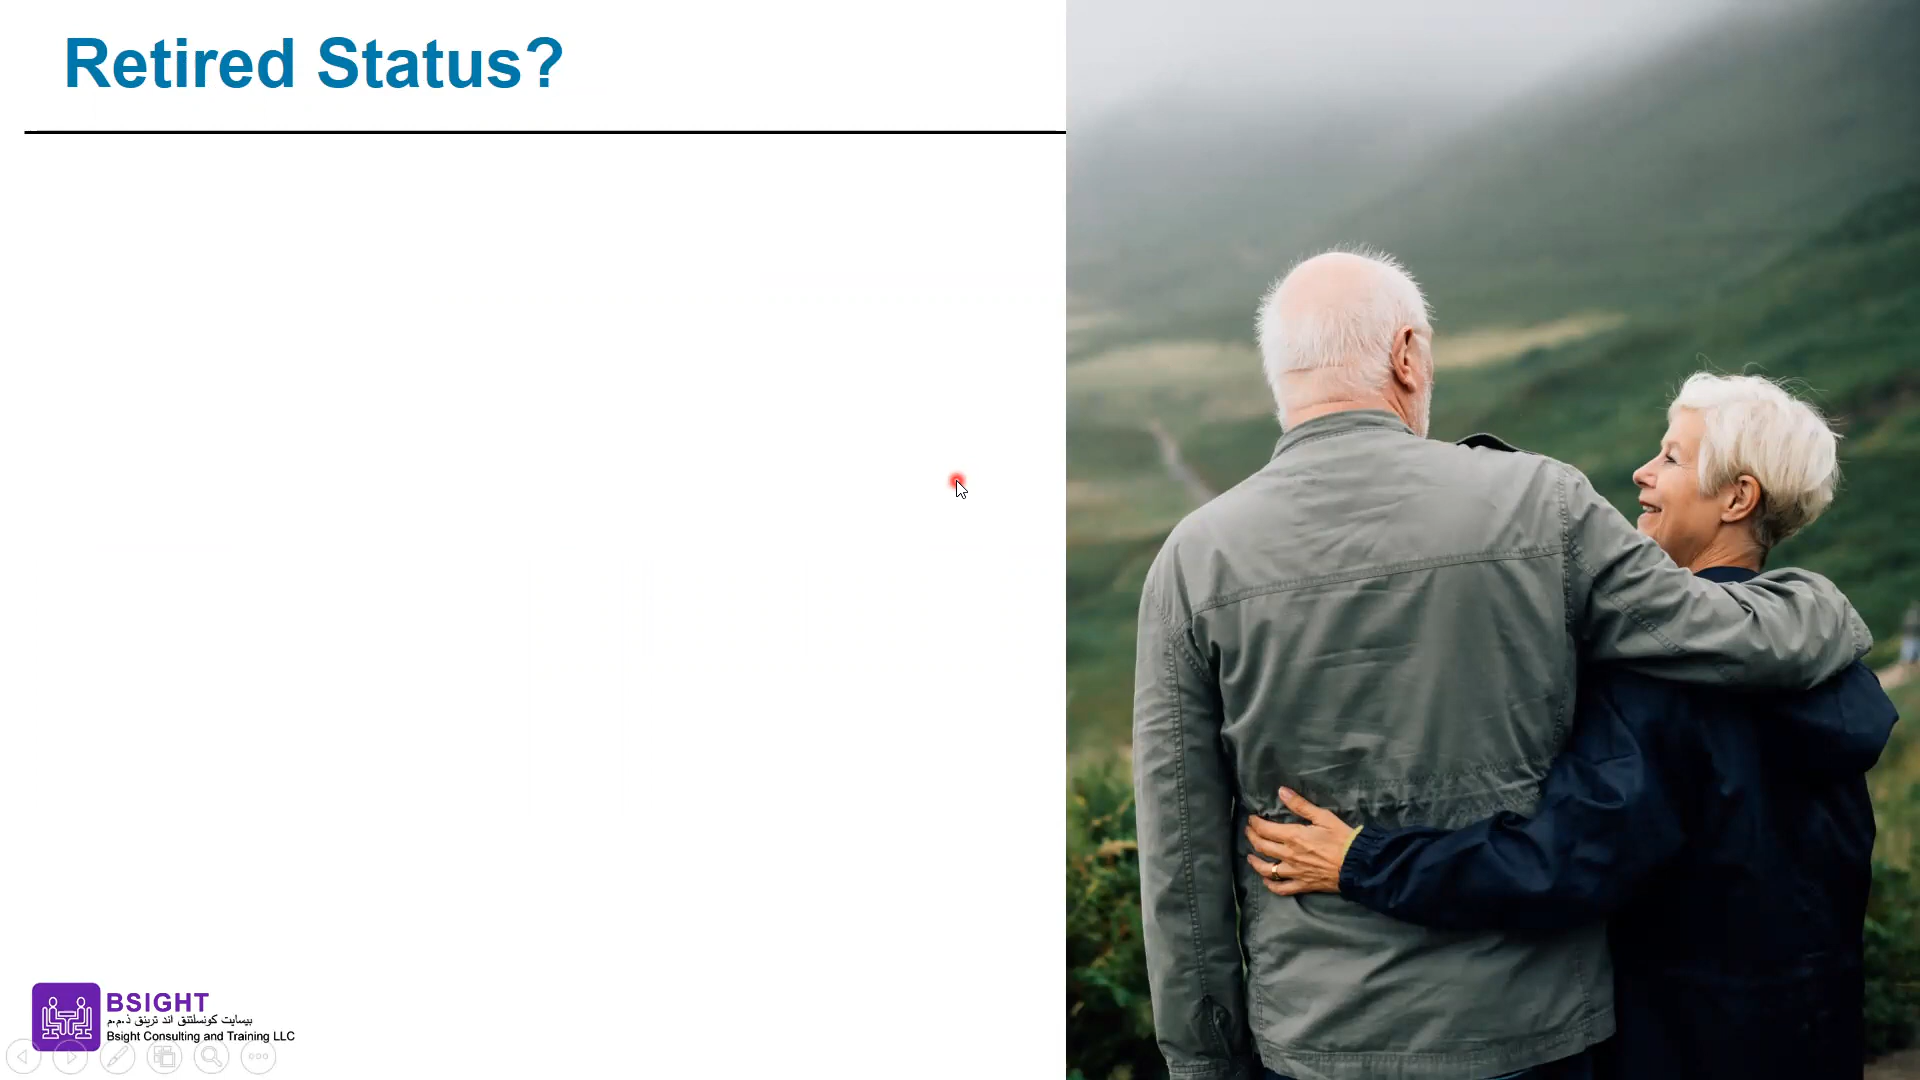 Retired Status?
BSIGHT
بيسايت كونسلتنق اند ترينق ذ.م.م
Bsight Consulting and Training LLC